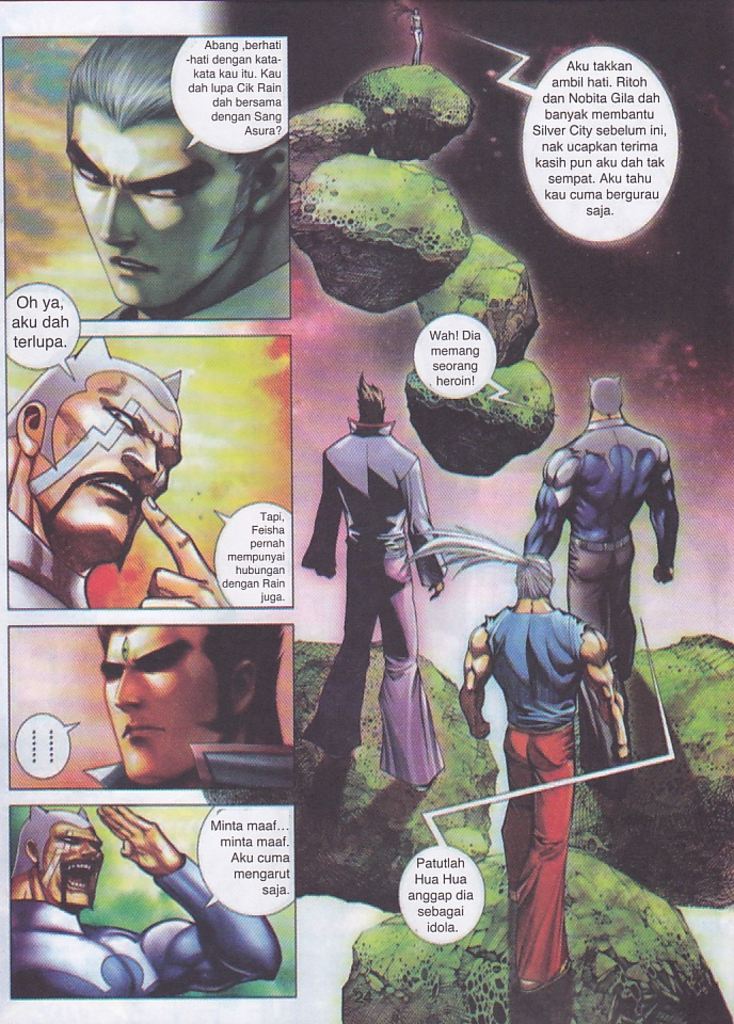 Abang ,berhati
-hati dengan kata-
kata kau itu. Kau
dah lupa Cik Rain
dah bersama
dengan Sang
Asura?
Oh ya,
aku dah
terlupa.
Tapi,
Feisha
pernah
mempunyai
hubungan
dengan Rain
juga.
Minta maaf...
minta maaf.
Aku cuma
mengarut
saja.
Aku takkan
ambil hati. Ritoh
dan Nobita Gila dah
banyak membantu
Silver City sebelum ini,
nak ucapkan terima
kasih pun aku dah tak
sempat. Aku tahu
kau cuma bergurau
saja.
Wah! Dia
memang
seorang
heroin!
Patutlah
Hua Hua
anggap dia
sebagai
idola.
24